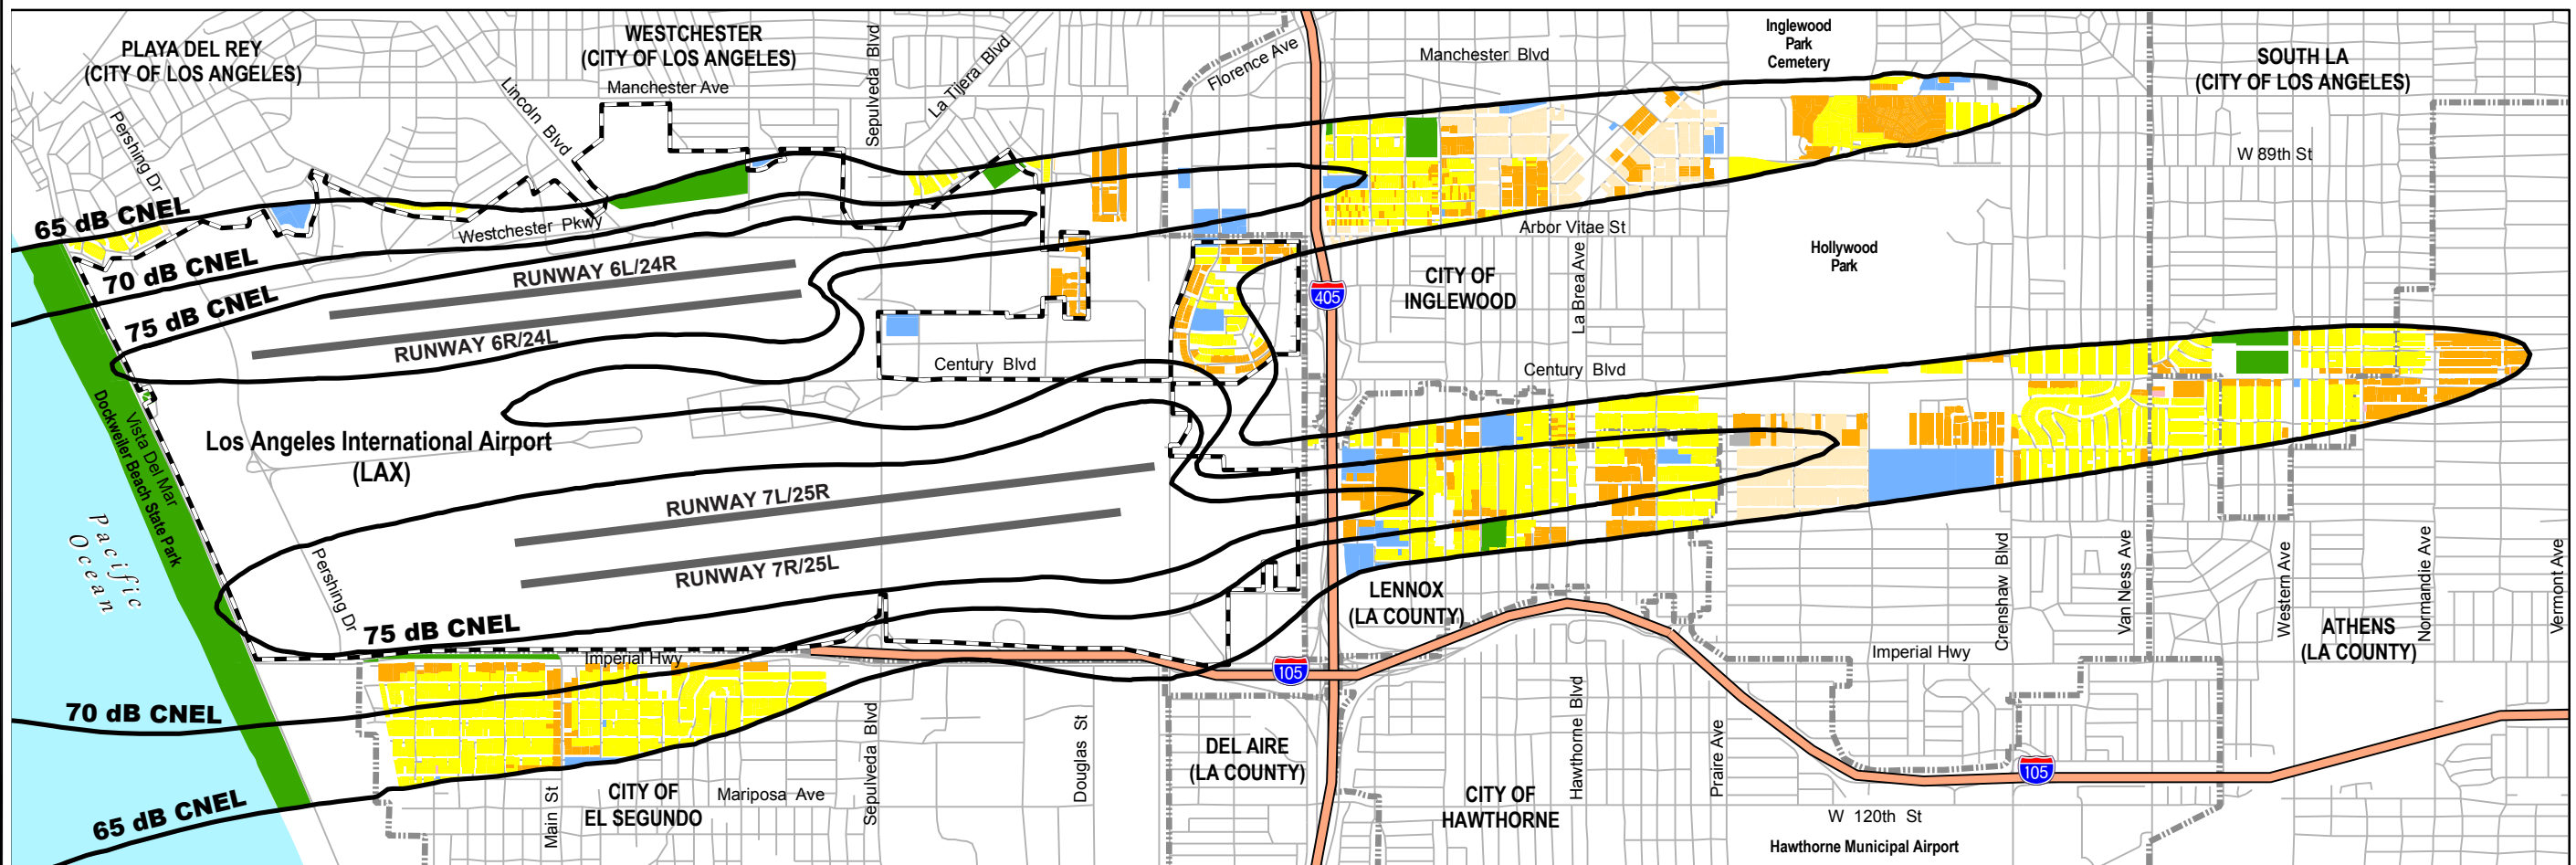 PLAYA DEL REY
(CITY OF LOS ANGELES)
WESTCHESTER
(CITY OF LOS ANGELES)
Manchester Ave
Sepulveda Blvd
La Tijera Blvd
Florence Ave
Manchester Blvd
Inglewood
Park
Cemetery
SOUTH LA
(CITY OF LOS ANGELES)
Pershing Dr
Lincoln Blvd
W 89th St
65 dB CNEL
Westchester Pkwy
Arbor Vitae St
70 dB CNEL
RUNWAY 6L/24R
Hollywood
Park
CITY OF
INGLEWOOD
La Brea Ave
405
75 dB CNEL
RUNWAY 6R/24L
Century Blvd
Century Blvd
Los Angeles International Airport
(LAX)
Vista Del Mar
Dockweiler Beach State Park
Pacific
Ocean
RUNWAY 7L/25R
RUNWAY 7R/25L
Pershing Dr
75 dB CNEL
Imperial Hwy
LENNOX
(LA COUNTY)
Crenshaw Blvd
Van Ness Ave
Western Ave
Normandie Ave
Vermont Ave
ATHENS
(LA COUNTY)
Imperial Hwy
105
70 dB CNEL
Sepulveda Blvd
Douglas St
DEL AIRE
(LA COUNTY)
Hawthorne Blvd
Praire Ave
105
65 dB CNEL
Main St
CITY OF
EL SEGUNDO
Mariposa Ave
CITY OF
HAWTHORNE
W 120th St
Hawthorne Municipal Airport